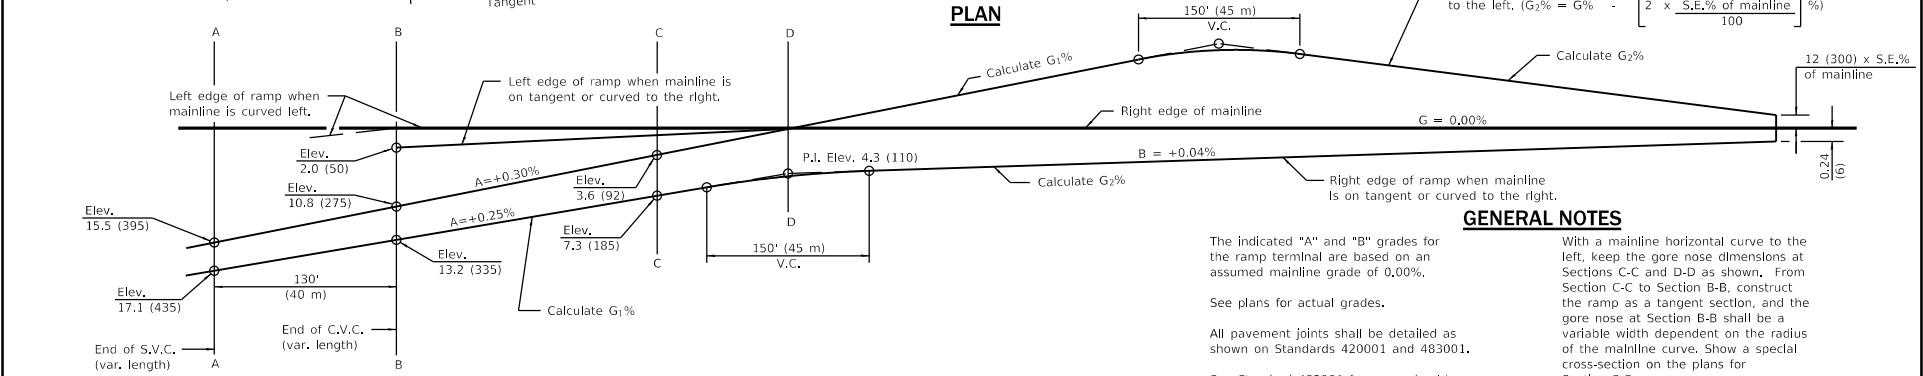 Tangent
PLAN
to the left. (G₂% = G% - [2 x S.E.% of mainline / 100] %)
A
B
C
D
150' (45 m)
V.C.
Calculate G₁%
Calculate G₂%
12 (300) x S.E.%
of mainline
Left edge of ramp when
mainline is curved left.
Left edge of ramp when mainline is
on tangent or curved to the right.
Right edge of mainline
G = 0.00%
Elev.
2.0 (50)
P.I. Elev. 4.3 (110)
B = +0.04%
0.24
(6)
A=+0.30%
Elev.
10.8 (275)
Elev.
3.6 (92)
Calculate G₂%
Right edge of ramp when mainline
is on tangent or curved to the right.
Elev.
15.5 (395)
A=+0.25%
Elev.
7.3 (185)
D
150' (45 m)
V.C.
C
Elev.
13.2 (335)
130'
(40 m)
Elev.
17.1 (435)
Calculate G₁%
End of C.V.C.
(var. length)
End of S.V.C.
(var. length)
A
B
GENERAL NOTES
The indicated "A" and "B" grades for
the ramp terminal are based on an
assumed mainline grade of 0.00%.
See plans for actual grades.
All pavement joints shall be detailed as
shown on Standards 420001 and 483001.
With a mainline horizontal curve to the
left, keep the gore nose dimensions at
Sections C-C and D-D as shown. From
Section C-C to Section B-B, construct
the ramp as a tangent section, and the
gore nose at Section B-B shall be a
variable width dependent on the radius
of the mainline curve. Show a special
cross-section on the plans for